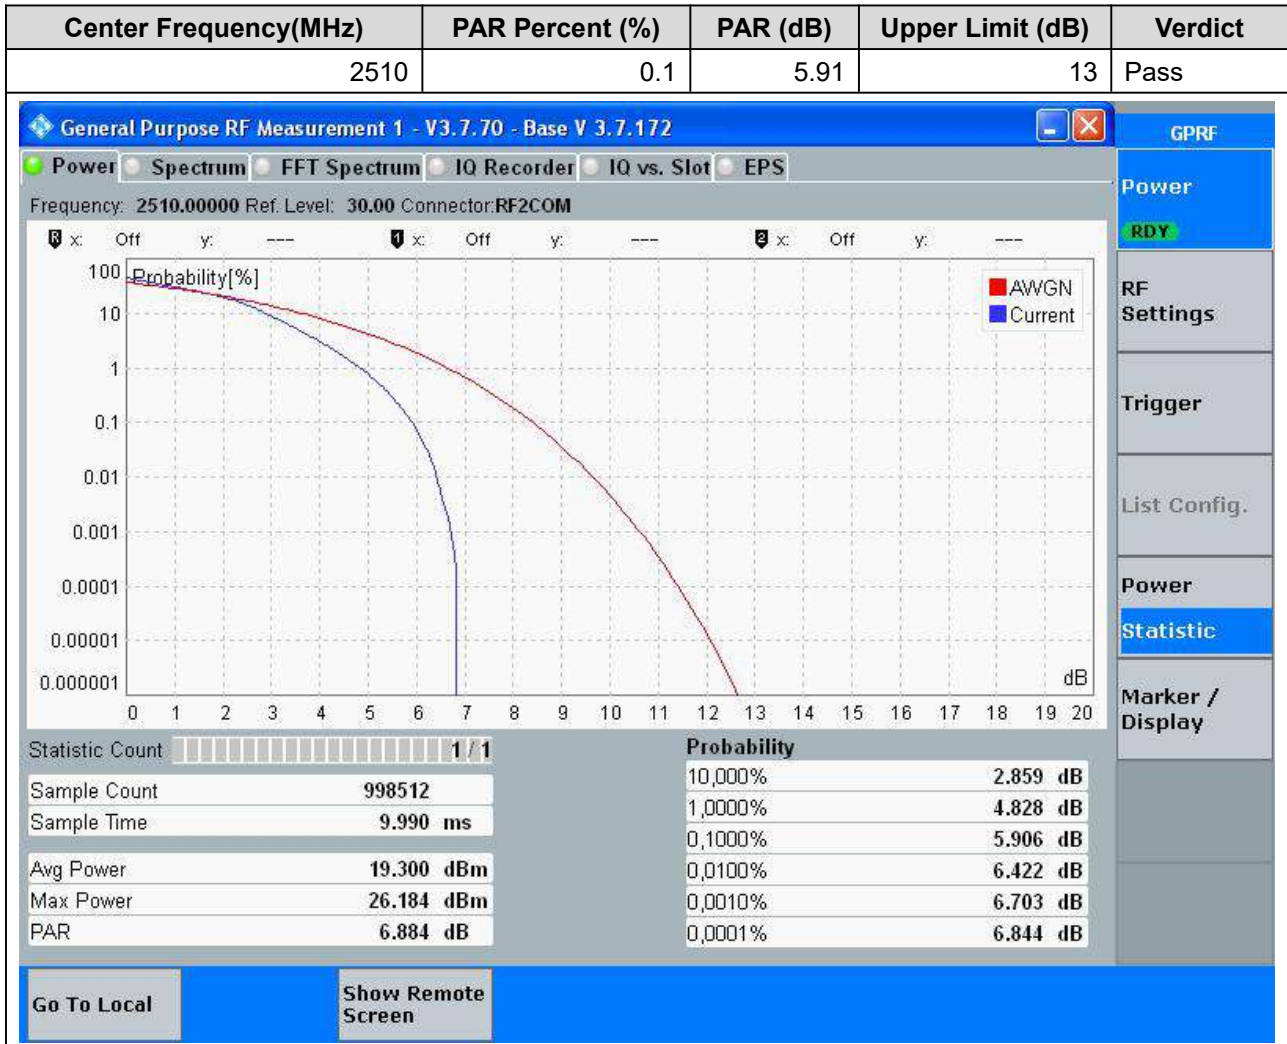 Center Frequency(MHz) PAR Percent (%) PAR (dB) Upper Limit (dB) Verdict
2510 0.1 5.91 13 Pass
General Purpose RF Measurement 1 - V3.7.70 - Base V 3.7.172
GPRF
Power Spectrum FFT Spectrum IQ Recorder IQ vs. Slot EPS
Frequency: 2510.00000 Ref. Level: 30.00 Connector:RF2COM
R x: Off y: --- 1 x: Off y: --- 2 x: Off y: ---
Probability[%]
100
10
1
0.1
0.01
0.001
0.0001
0.00001
0.000001
AWGN
Current
dB
0 1 2 3 4 5 6 7 8 9 10 11 12 13 14 15 16 17 18 19 20
Statistic Count 1 / 1
Sample Count 998512
Sample Time 9.990 ms
Avg Power 19.300 dBm
Max Power 26.184 dBm
PAR 6.884 dB
Probability
10,000% 2.859 dB
1,0000% 4.828 dB
0,1000% 5.906 dB
0,0100% 6.422 dB
0,0010% 6.703 dB
0,0001% 6.844 dB
Power
RDY
RF
Settings
Trigger
List Config.
Power
Statistic
Marker /
Display
Go To Local
Show Remote
Screen